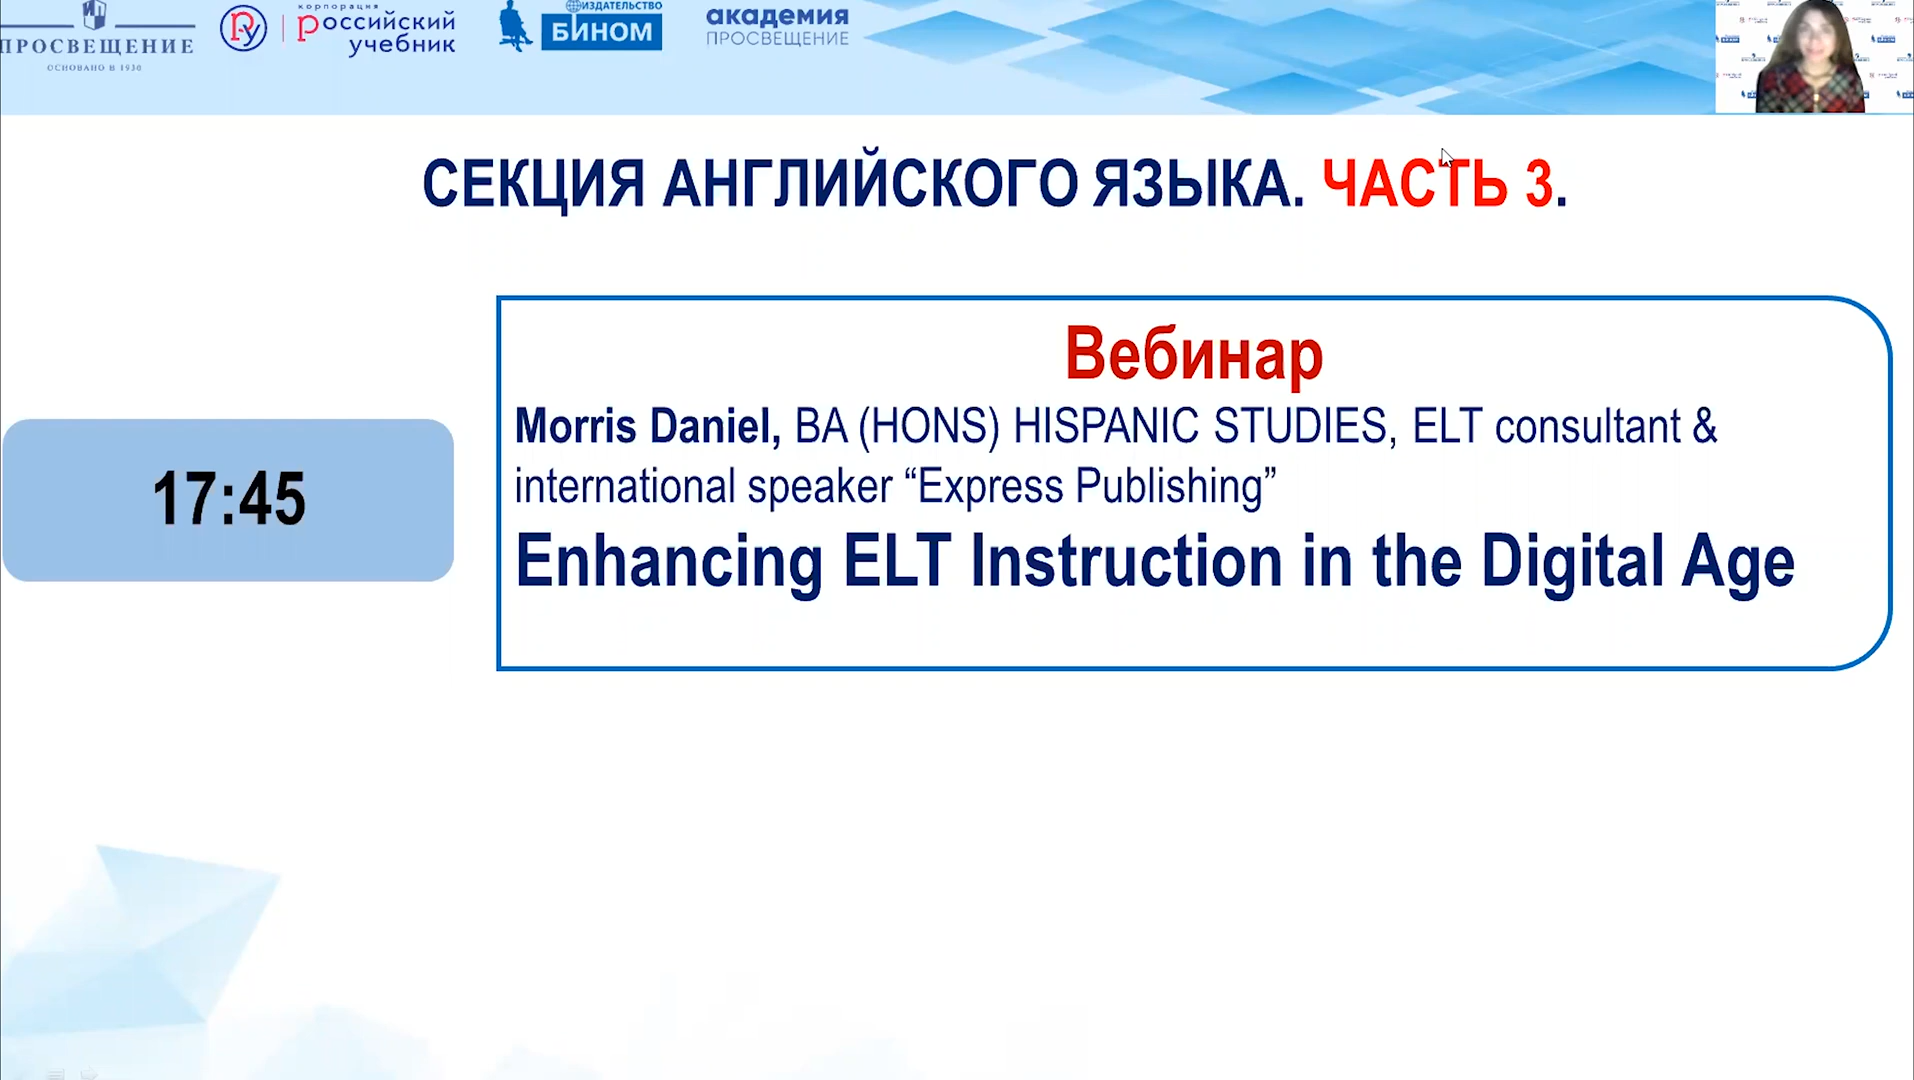 ПРОСВЕЩЕНИЕ
ОСНОВАНО В 1930
корпорация
российский
учебник
ИЗДАТЕЛЬСТВО
БИНОМ
академия
ПРОСВЕЩЕНИЕ
СЕКЦИЯ АНГЛИЙСКОГО ЯЗЫКА. ЧАСТЬ 3.
17:45
Вебинар
Morris Daniel, BA (HONS) HISPANIC STUDIES, ELT consultant &
international speaker “Express Publishing”
Enhancing ELT Instruction in the Digital Age